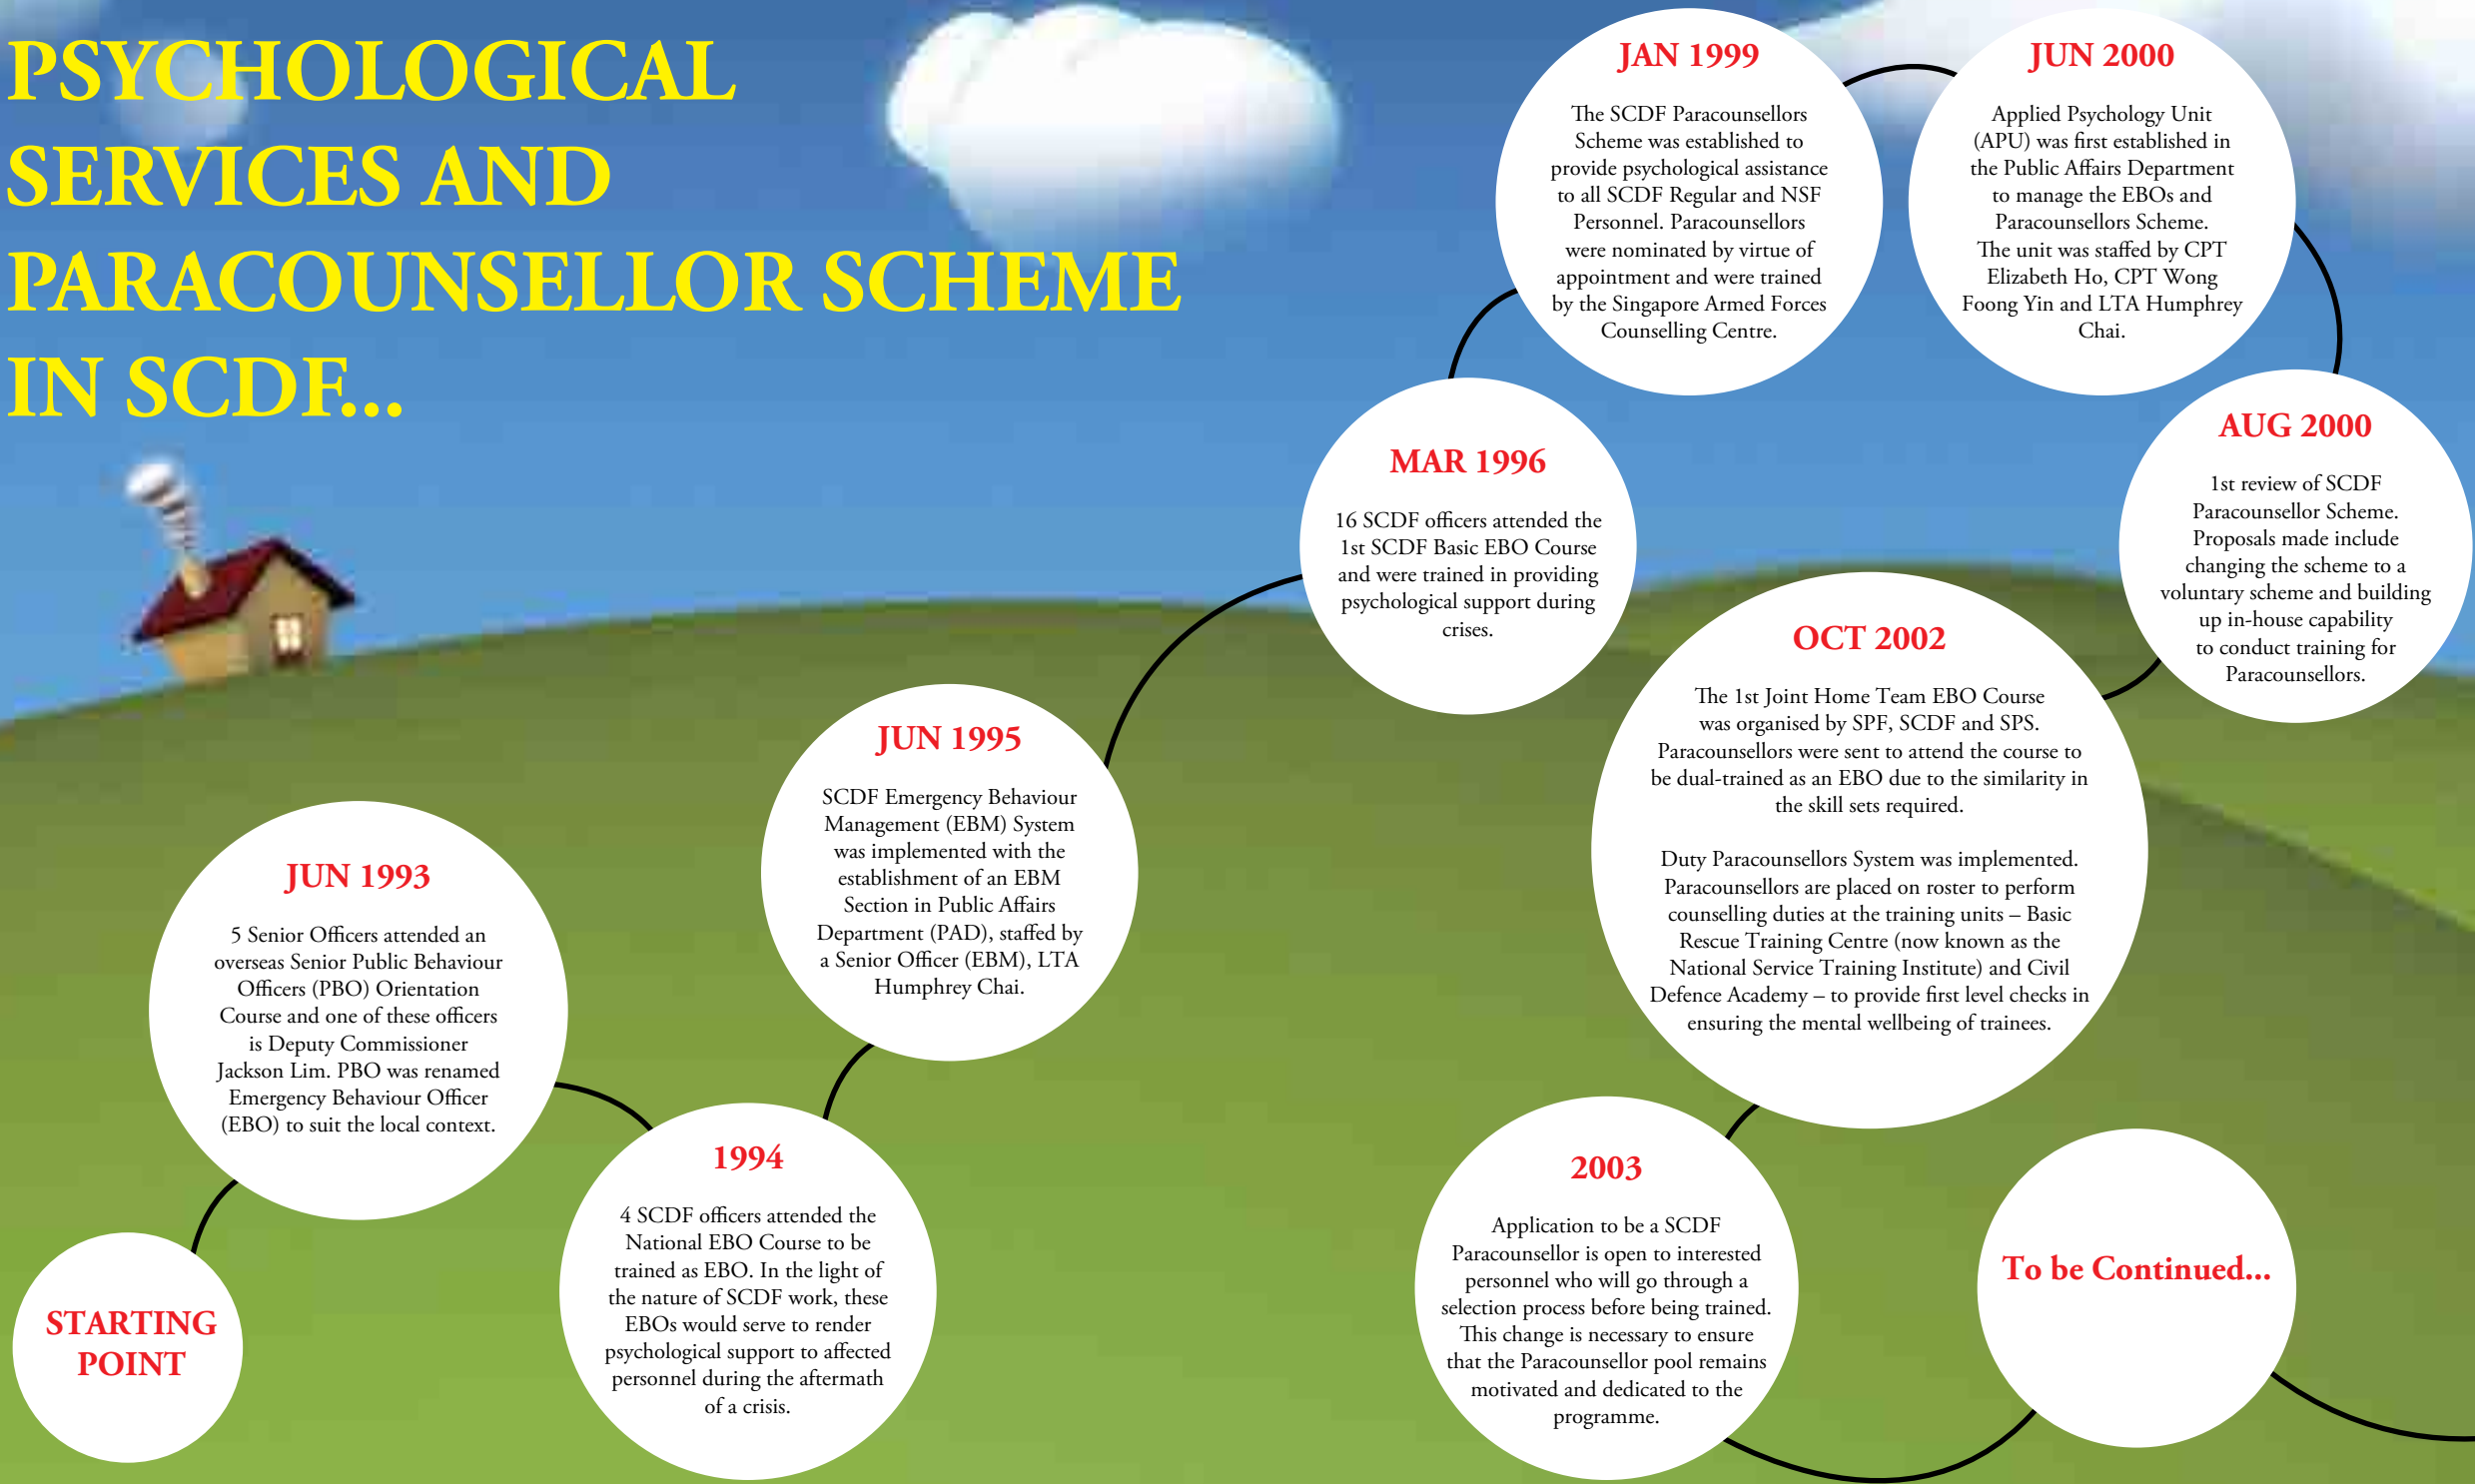 PSYCHOLOGICAL
SERVICES AND
PARACOUNSELLOR SCHEME
IN SCDF...
STARTING
POINT
JUN 1993
5 Senior Officers attended an
overseas Senior Public Behaviour
Officers (PBO) Orientation
Course and one of these officers
is Deputy Commissioner
Jackson Lim. PBO was renamed
Emergency Behaviour Officer
(EBO) to suit the local context.
1994
4 SCDF officers attended the
National EBO Course to be
trained as EBO. In the light of
the nature of SCDF work, these
EBOs would serve to render
psychological support to affected
personnel during the aftermath
of a crisis.
JUN 1995
SCDF Emergency Behaviour
Management (EBM) System
was implemented with the
establishment of an EBM
Section in Public Affairs
Department (PAD), staffed by
a Senior Officer (EBM), LTA
Humphrey Chai.
MAR 1996
16 SCDF officers attended the
1st SCDF Basic EBO Course
and were trained in providing
psychological support during
crises.
JAN 1999
The SCDF Paracounsellors
Scheme was established to
provide psychological assistance
to all SCDF Regular and NSF
Personnel. Paracounsellors
were nominated by virtue of
appointment and were trained
by the Singapore Armed Forces
Counselling Centre.
JUN 2000
Applied Psychology Unit
(APU) was first established in
the Public Affairs Department
to manage the EBOs and
Paracounsellors Scheme.
The unit was staffed by CPT
Elizabeth Ho, CPT Wong
Foong Yin and LTA Humphrey
Chai.
AUG 2000
1st review of SCDF
Paracounsellor Scheme.
Proposals made include
changing the scheme to a
voluntary scheme and building
up in-house capability
to conduct training for
Paracounsellors.
OCT 2002
The 1st Joint Home Team EBO Course
was organised by SPF, SCDF and SPS.
Paracounsellors were sent to attend the course to
be dual-trained as an EBO due to the similarity in
the skill sets required.
Duty Paracounsellors System was implemented.
Paracounsellors are placed on roster to perform
counselling duties at the training units – Basic
Rescue Training Centre (now known as the
National Service Training Institute) and Civil
Defence Academy – to provide first level checks in
ensuring the mental wellbeing of trainees.
2003
Application to be a SCDF
Paracounsellor is open to interested
personnel who will go through a
selection process before being trained.
This change is necessary to ensure
that the Paracounsellor pool remains
motivated and dedicated to the
programme.
To be Continued...